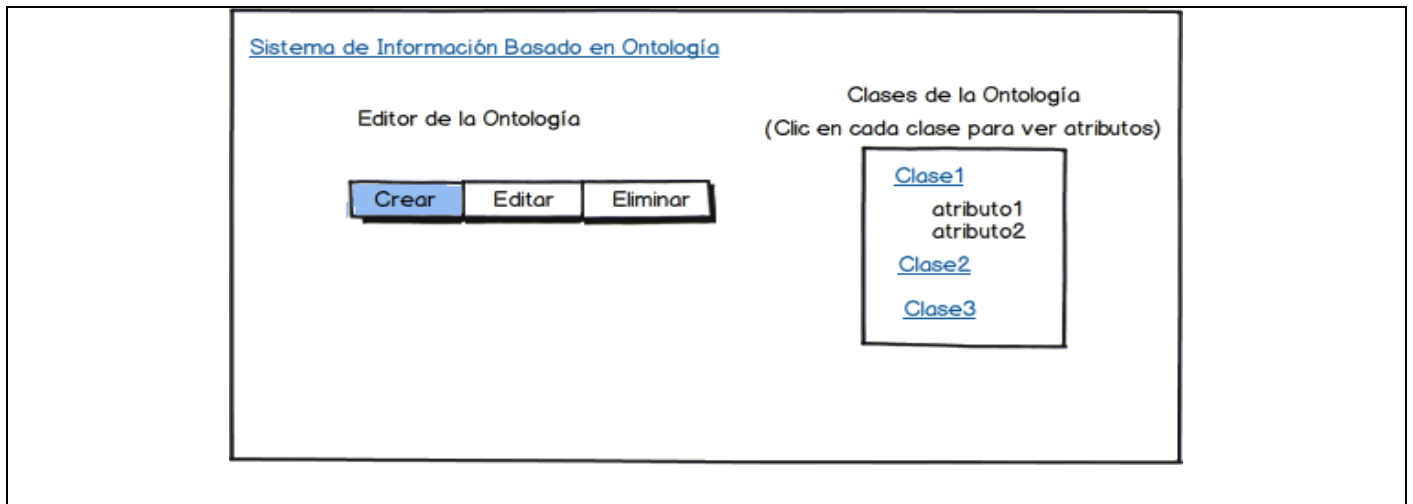 Sistema de Información Basado en Ontología
Editor de la Ontología
Crear Editar Eliminar
Clases de la Ontología
(Clic en cada clase para ver atributos)
Clase1
atributo1
atributo2
Clase2
Clase3